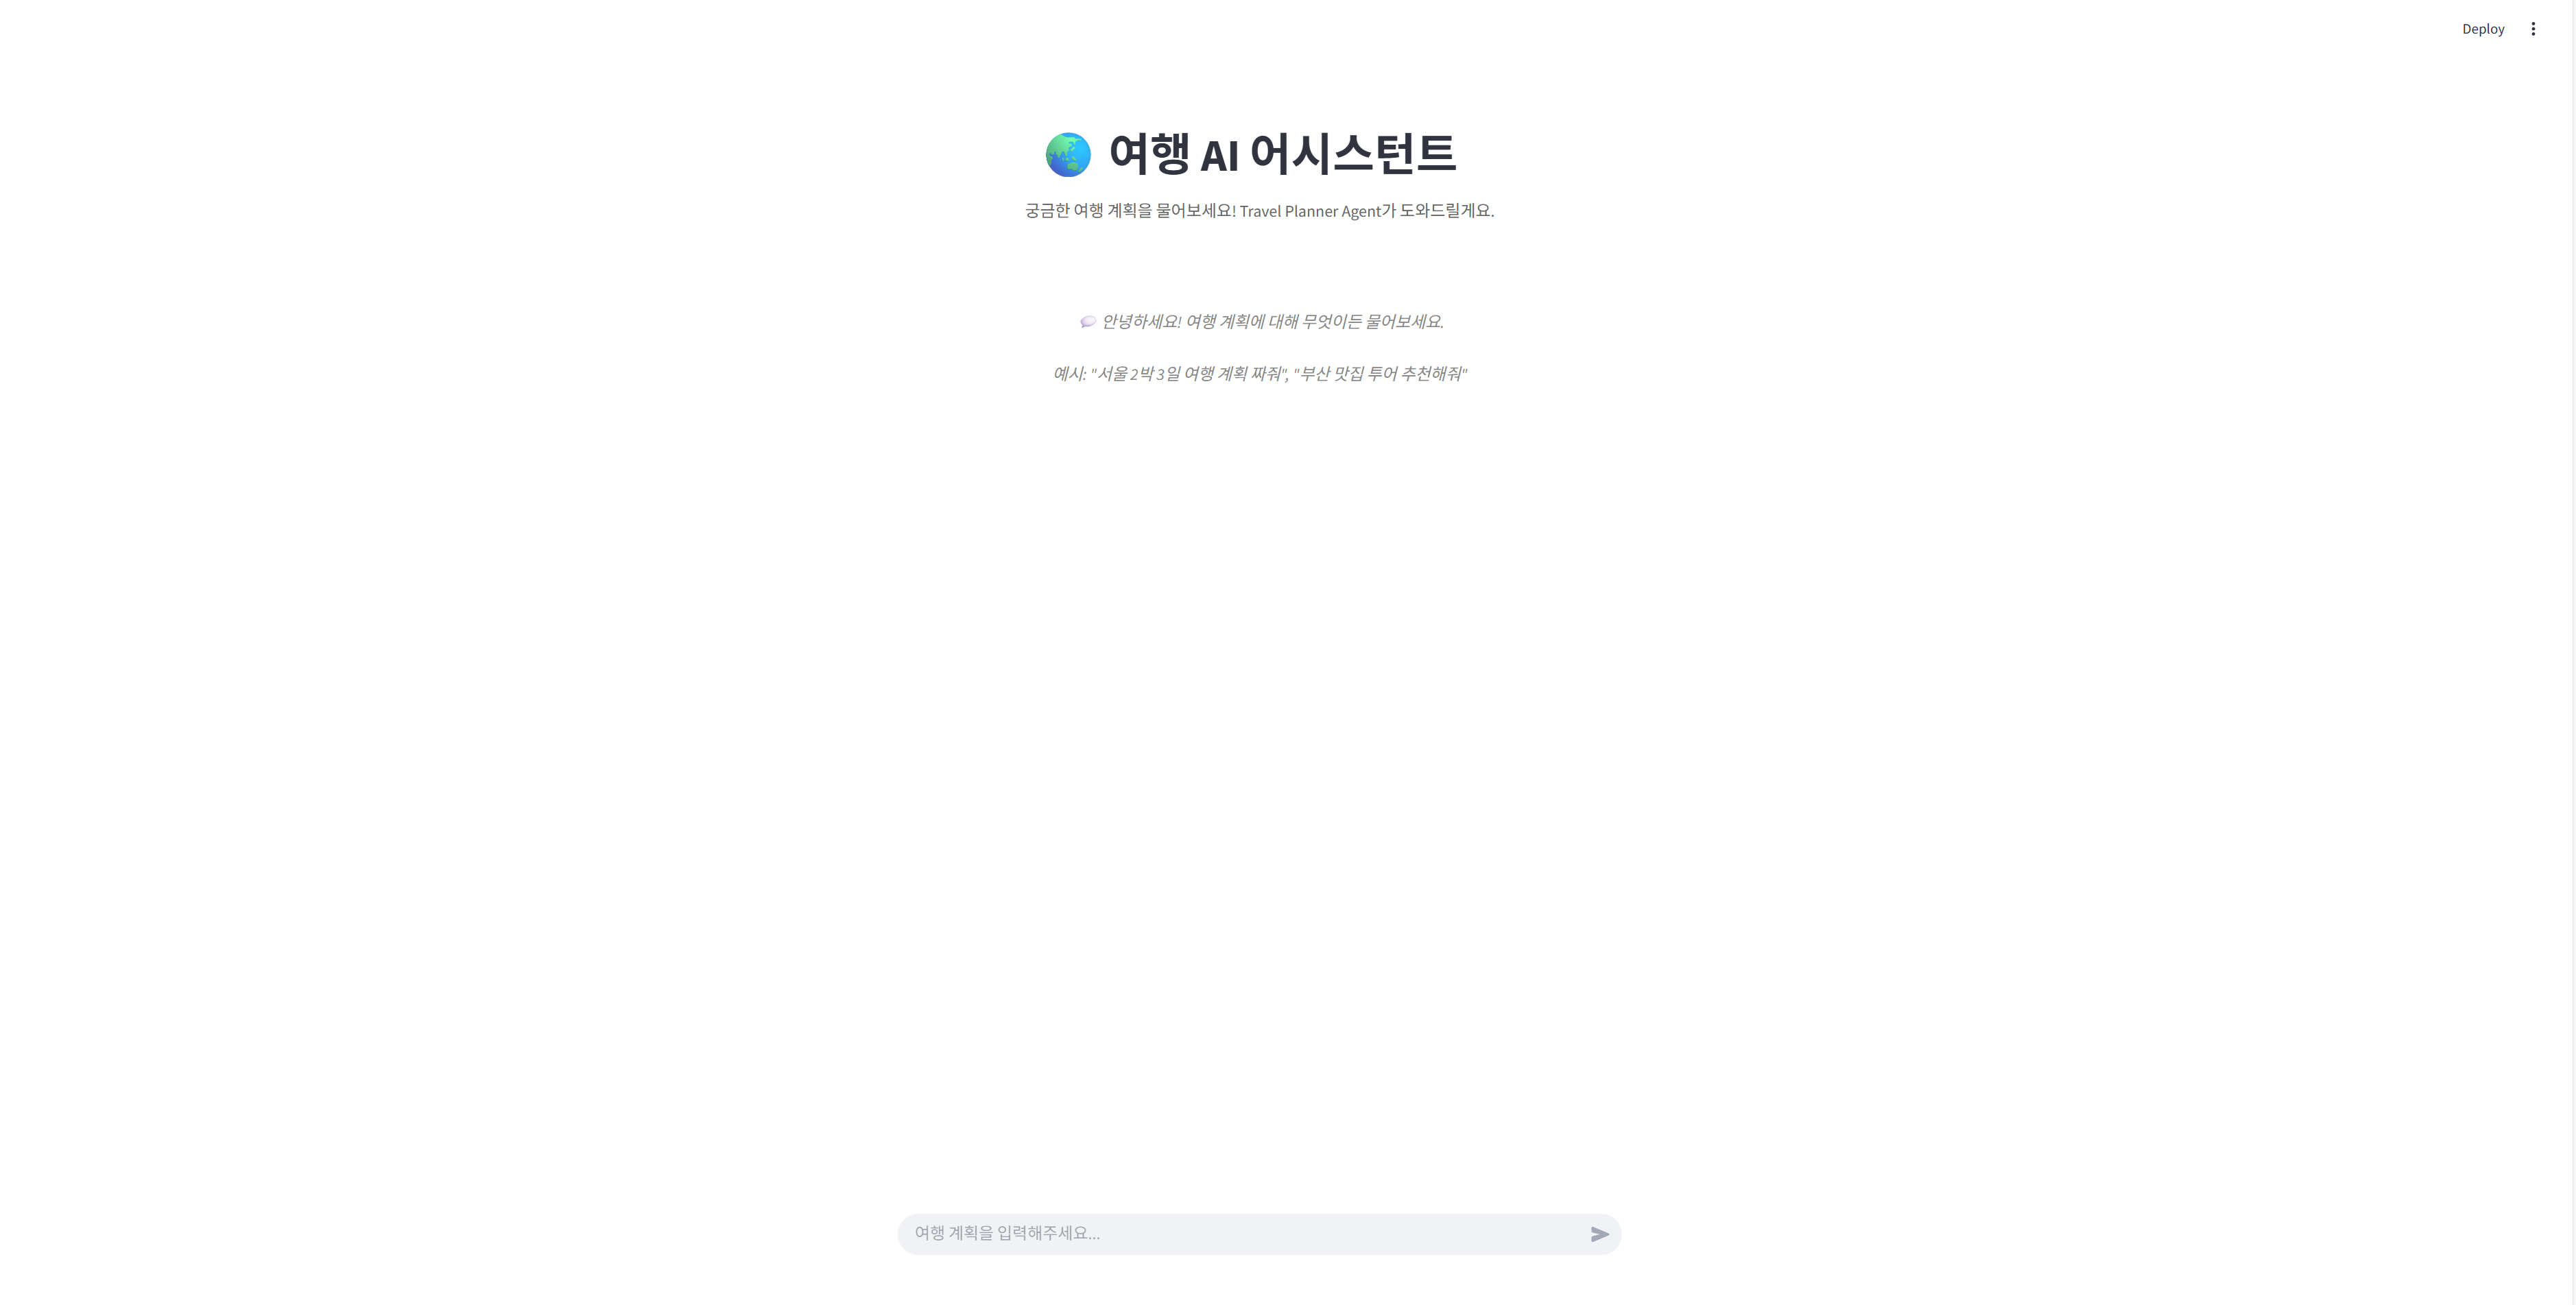 Deploy
여행 AI 어시스턴트
궁금한 여행 계획을 물어보세요! Travel Planner Agent가 도와드릴게요.
안녕하세요! 여행 계획에 대해 무엇이든 물어보세요.
예시: "서울 2박 3일 여행 계획 짜줘", "부산 맛집 투어 추천해줘"
여행 계획을 입력해주세요...